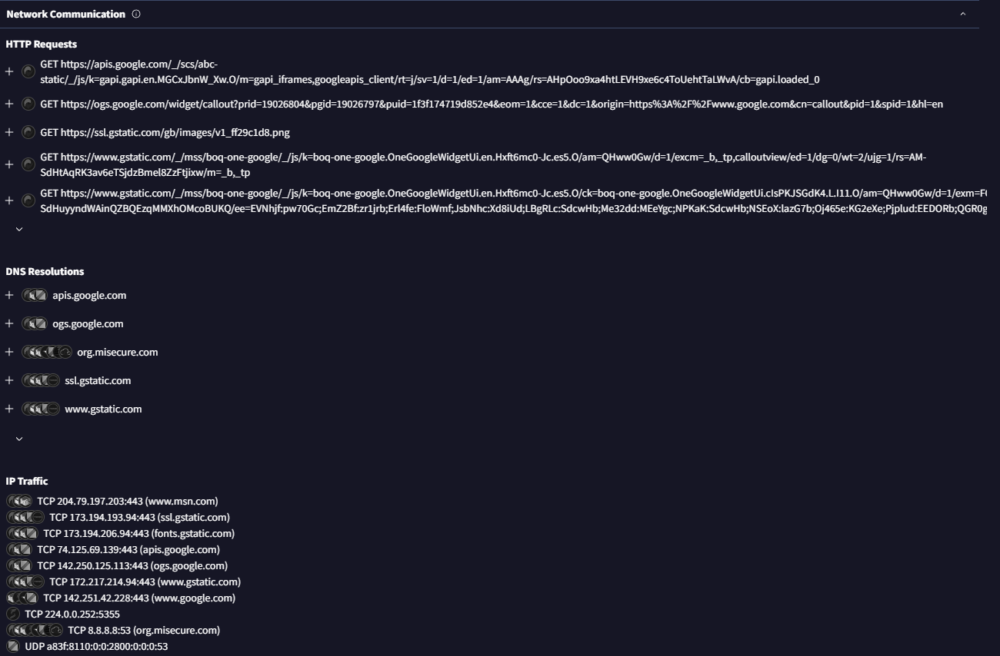 Network Communication
HTTP Requests
GET https://apis.google.com/_/scs/abc-
static/_/js/k=gapi.gapi.en.MGCxJbnW_Xw.O/m=gapi_iframes,googleapis_client/rt=j/sv=1/d=1/ed=1/am=AAAg/rs=AHpOoo9xa4htLEVH9xe6c4ToUehtTaLWvA/cb=gapi.loaded_0
GET https://ogs.google.com/widget/callout?prid=19026804&pgid=19026797&puid=1f3f174719d852e4&eom=1&cce=1&dc=1&origin=https%3A%2F%2Fwww.google.com&cn=callout&pid=1&spid=1&hl=en
GET https://ssl.gstatic.com/gb/images/v1_ff29c1d8.png
GET https://www.gstatic.com/_/mss/boq-one-google/_/js/k=boq-one-google.OneGoogleWidgetUi.en.Hxft6mc0-Jc.es5.O/am=QHww0Gw/d=1/excm=_b,_tp,calloutview/ed=1/dg=0/wt=2/ujg=1/rs=AM-
SdHtAqRK3av6eTSjdzBmel8ZzFtjixw/m=_b,_tp
GET https://www.gstatic.com/_/mss/boq-one-google/_/js/k=boq-one-google.OneGoogleWidgetUi.en.Hxft6mc0-Jc.es5.O/ck=boq-one-google.OneGoogleWidgetUi.cIsPKJSGdK4.L.I11.O/am=QHww0Gw/d=1/exm=F
SdHuyyndWAinQZBQEzqMMXhOMcoBUKQ/ee=EVNhjf:pw70Gc;EmZ2Bf:zr1jrb;Erl4fe:FloWmf;JsbNhc:Xd8iUd;LBgRLc:SdcwHb;Me32dd:MEeYgc;NPKaK:SdcwHb;NSEoX:lazG7b;Oj465e:KG2eXe;Pjplud:EEDORb;QGR0g
DNS Resolutions
apis.google.com
ogs.google.com
org.misecure.com
ssl.gstatic.com
www.gstatic.com
IP Traffic
TCP 204.79.197.203:443 (www.msn.com)
TCP 173.194.193.94:443 (ssl.gstatic.com)
TCP 173.194.206.94:443 (fonts.gstatic.com)
TCP 74.125.69.139:443 (apis.google.com)
TCP 142.250.125.113:443 (ogs.google.com)
TCP 172.217.214.94:443 (www.gstatic.com)
TCP 142.251.42.228:443 (www.google.com)
TCP 224.0.0.252:5355
TCP 8.8.8.8:53 (org.misecure.com)
UDP a83f:8110:0:0:2800:0:0:0:53